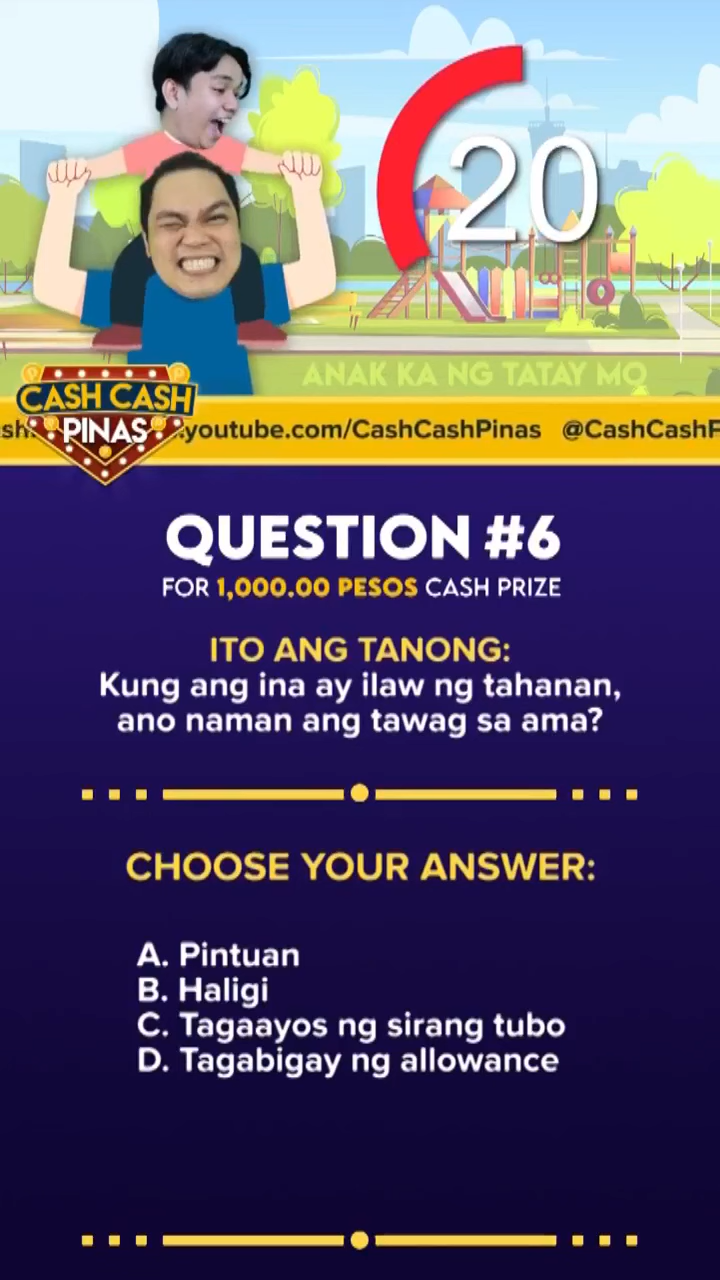 20
ANAK KA NG TATAY MO
CASH CASH
PINAS
youtube.com/CashCashPinas @CashCashP
QUESTION #6
FOR 1,000.00 PESOS CASH PRIZE
ITO ANG TANONG:
Kung ang ina ay ilaw ng tahanan,
ano naman ang tawag sa ama?
CHOOSE YOUR ANSWER:
A. Pintuan
B. Haligi
C. Tagaayos ng sirang tubo
D. Tagabigay ng allowance